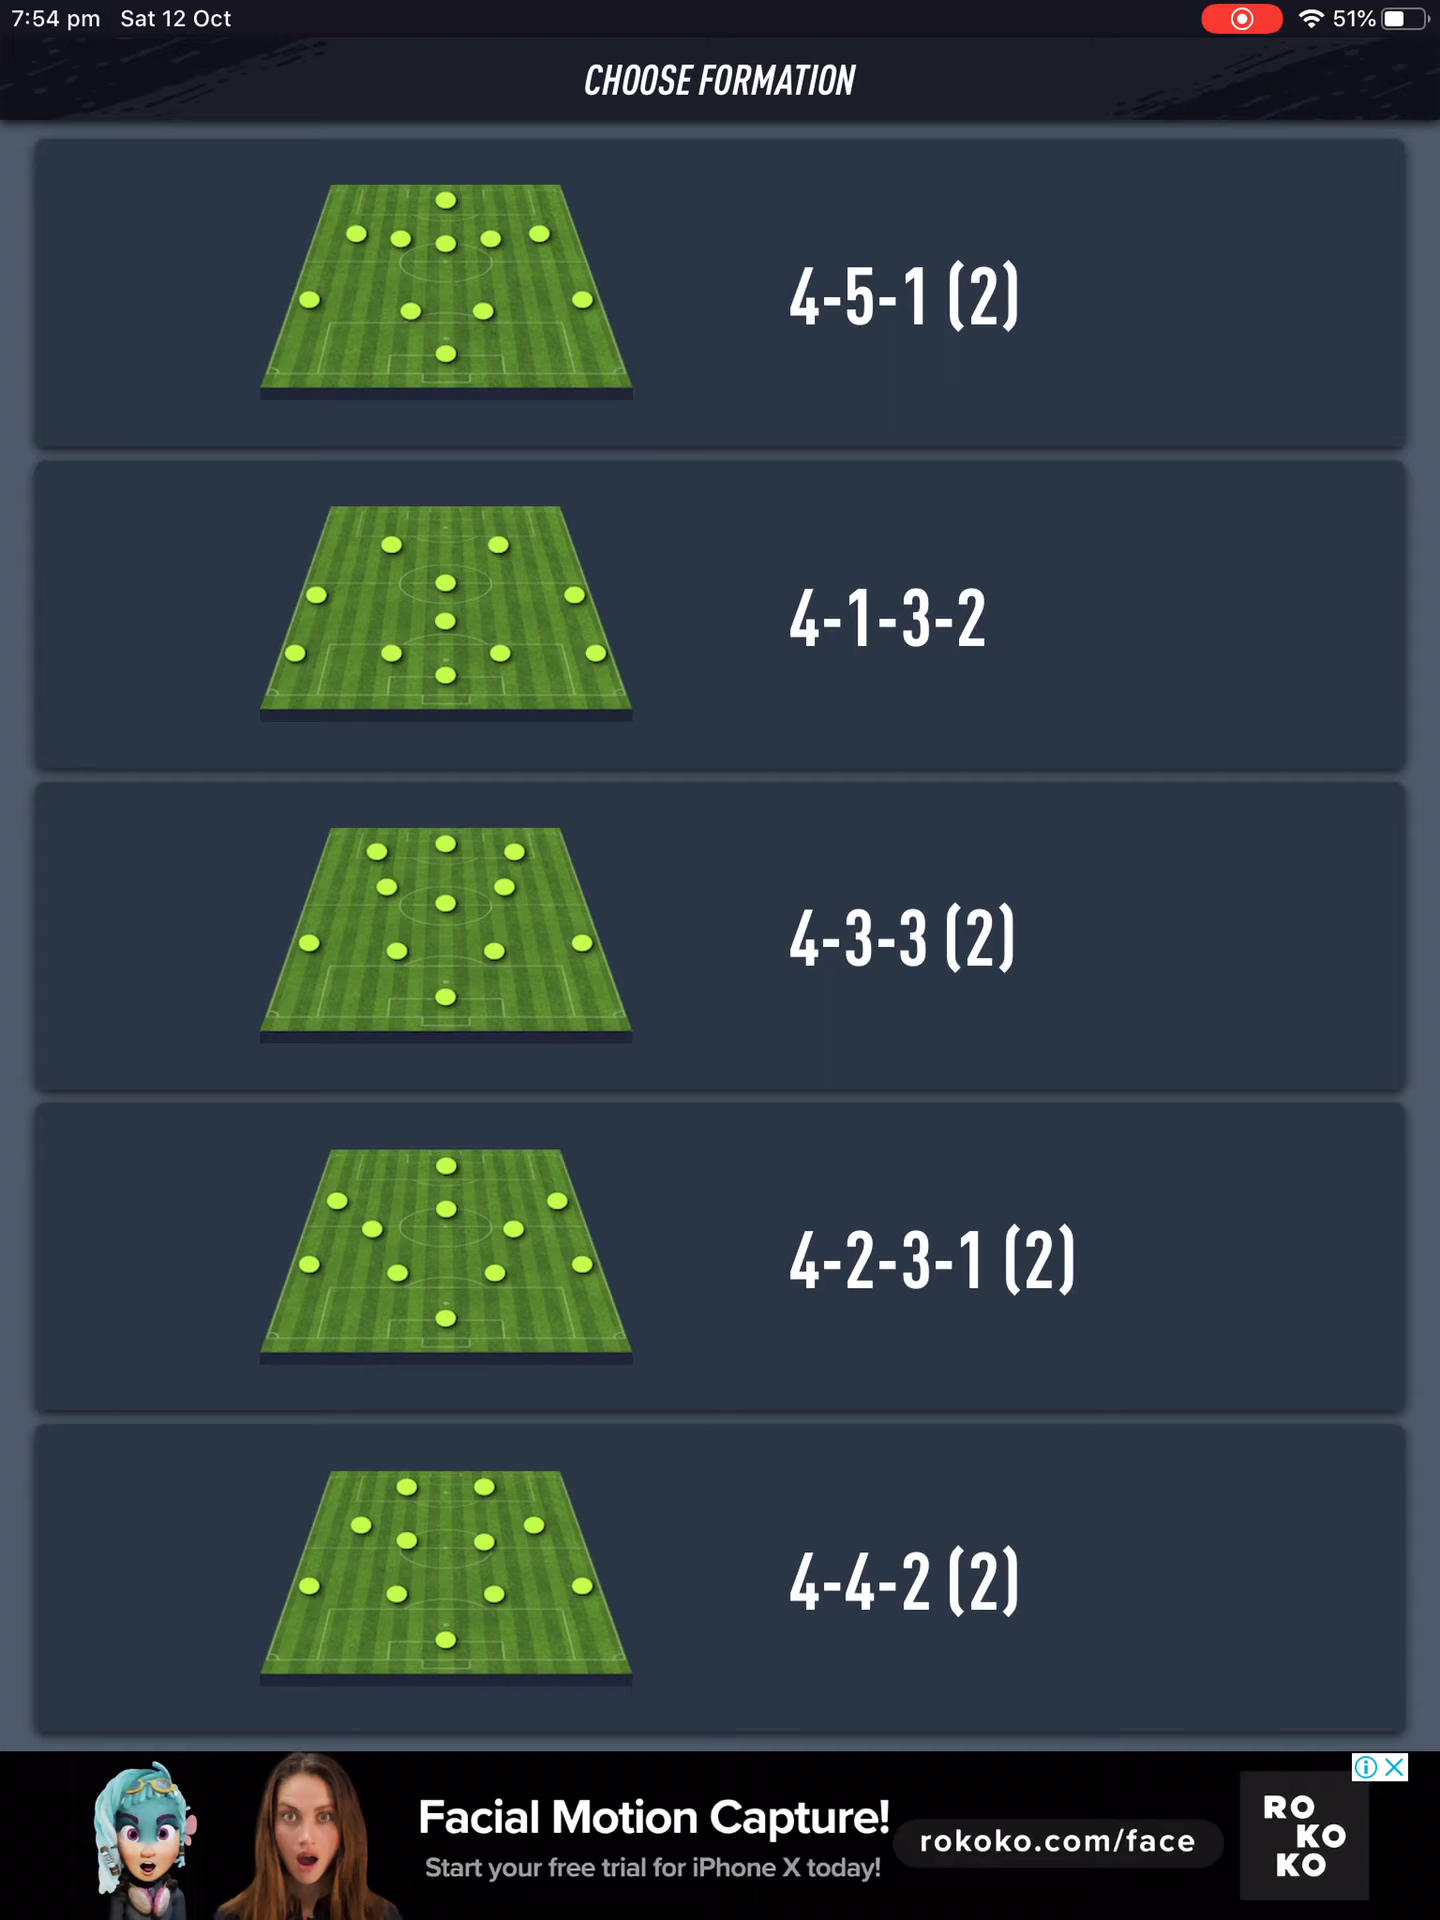 7:54 pm Sat 12 Oct 51%
CHOOSE FORMATION
4-5-1 (2)
4-1-3-2
4-3-3 (2)
4-2-3-1 (2)
4-4-2 (2)
Facial Motion Capture!
Start your free trial for iPhone X today!
rokoko.com/face
RO
KO
KO